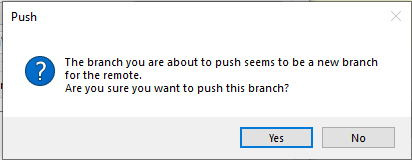 Push
The branch you are about to push seems to be a new branch
for the remote.
Are you sure you want to push this branch?
Yes
No